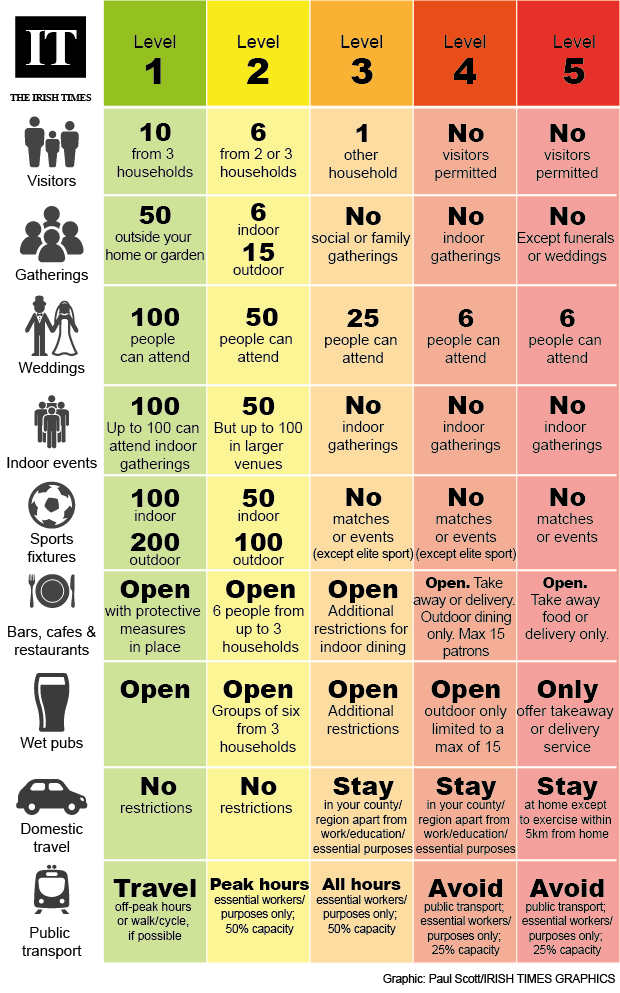 IT
THE IRISH TIMES
Level
1
Level
2
Level
3
Level
4
Level
5
Visitors
10
from 3
households
6
from 2 or 3
households
1
other
household
No
visitors
permitted
No
visitors
permitted
Gatherings
50
outside your
home or garden
6
indoor
15
outdoor
No
social or family
gatherings
No
indoor
gatherings
No
Except funerals
or weddings
Weddings
100
people
can attend
50
people can
attend
25
people can
attend
6
people can
attend
6
people can
attend
Indoor events
100
Up to 100 can
attend indoor
gatherings
50
But up to 100
in larger
venues
No
indoor
gatherings
No
indoor
gatherings
No
indoor
gatherings
Sports
fixtures
100
indoor
200
outdoor
50
indoor
100
outdoor
No
matches
or events
(except elite sport)
No
matches
or events
(except elite sport)
No
matches
or events
Bars, cafes &
restaurants
Open
with protective
measures
in place
Open
6 people from
up to 3
households
Open
Additional
restrictions for
indoor dining
Open. Take
away or delivery.
Outdoor dining
only. Max 15
patrons
Open.
Take away
food or
delivery only.
Wet pubs
Open
Open
Groups of six
from 3
households
Open
Additional
restrictions
Open
outdoor only
limited to a
max of 15
Only
offer takeaway
or delivery
service
Domestic
travel
No
restrictions
No
restrictions
Stay
in your county/
region apart from
work/education/
essential purposes
Stay
in your county/
region apart from
work/education/
essential purposes
Stay
at home except
to exercise within
5km from home
Public
transport
Travel
off-peak hours
or walk/cycle,
if possible
Peak hours
essential workers/
purposes only;
50% capacity
All hours
essential workers/
purposes only;
50% capacity
Avoid
public transport;
essential workers/
purposes only;
25% capacity
Avoid
public transport;
essential workers/
purposes only;
25% capacity
Graphic: Paul Scott/IRISH TIMES GRAPHICS